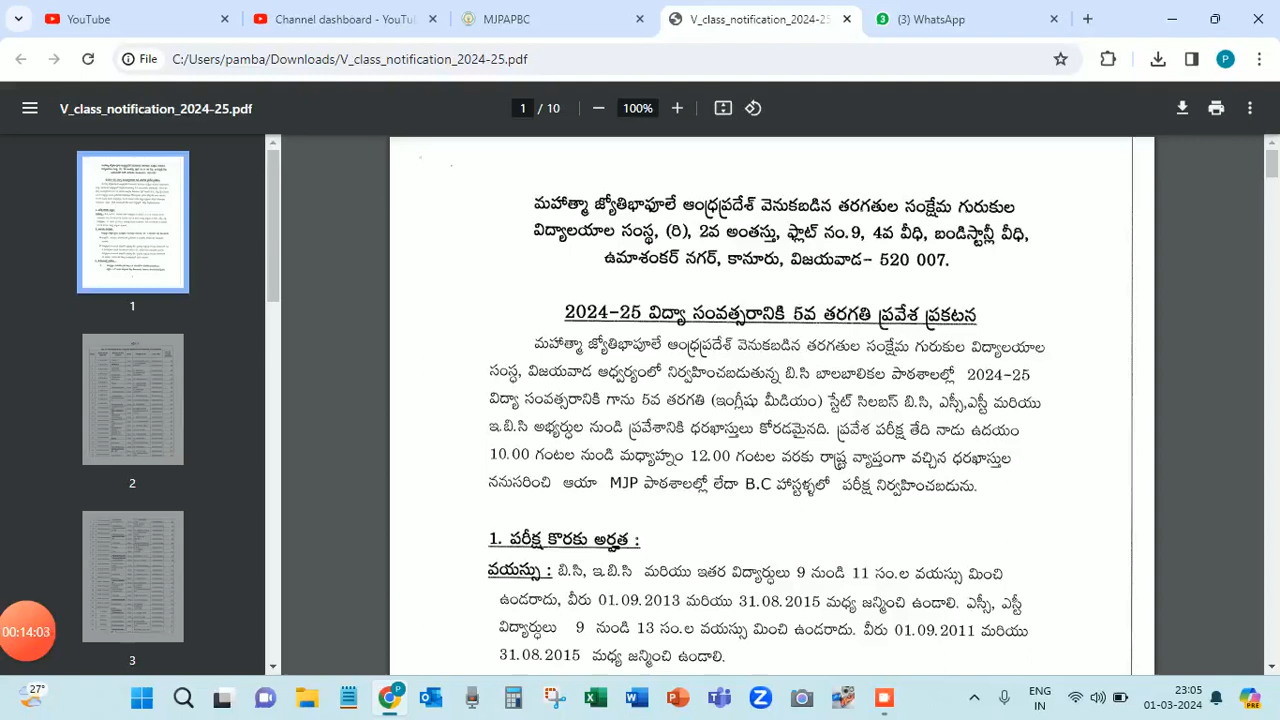 YouTube
Channel dashboard - YouTu
MJPAPBC
V_class_notification_2024-25
(3) WhatsApp
File
C:/Users/pamba/Downloads/V_class_notification_2024-25.pdf
V_class_notification_2024-25.pdf
1 / 10
100%
1
2
3
మహాత్మా జ్యోతిభాఫూలే ఆంధ్రప్రదేశ్ వెనుకబడిన తరగతుల సంక్షేమ గురుకుల
విద్యాలయాల సంస్థ, (రి), 2వ అంతస్తు, ఫ్లాట్ నం.9, 4వ వీధి, బండిస్టాన్లీ వీధి,
ఉమాశంకర్ నగర్, కానూరు, విజయవాడ- 520 007.
2024-25 విద్యా సంవత్సరానికి 5వ తరగతి ప్రవేశ ప్రకటన
మహాత్మా జ్యోతిభాపూలే ఆంధ్రప్రదేశ్ వెనుకబడిన తరగతుల సంక్షేమ గురుకుల విద్యాలయాల
సంస్థ, విజయవాడ ఆధ్వర్యంలో నిర్వహించబడుతున్న బి.సి బాలబాలికల పాఠశాలల్లో 2024-25
విద్యా సంవత్సరానికి గాను 5వ తరగతి (ఇంగ్లీషు మీడియం) స్టేట్ సిలబస్ బి.సి, ఎస్సీ,ఎస్టి మరియు
ఇ.బి.సి అభ్యర్థుల నుండి ప్రవేశానికి ధరఖాస్తులు కోరడమైనది. ప్రవేశ పరీక్ష తేది నాడు ఉదయం
10.00 గంటల నుండి మధ్యాహ్నం 12.00 గంటల వరకు రాష్ట్ర వ్యాప్తంగా వచ్చిన ధరఖాస్తుల
ననుసరించి ఆయా MJP పాఠశాలల్లో లేదా B.C హాస్టళ్ళలో పరీక్ష నిర్వహించబడును.
1. పరీక్ష కొరకు అర్హత :
వయస్సు : బి.సి, ఇ.బి.సి మరియు ఇతర విద్యార్థులు 9 నుండి 11 సం.ల వయస్సు మించి
ఉండరాదు. వీరు 01.09.2013 మరియు 31.08.2015 మధ్య జన్మించి ఉండాలి. ఎస్సి, ఎస్టీ
విద్యార్థులు 9 నుండి 13 సం.ల వయస్సు మించి ఉండరాదు. వీరు 01.09.2011 మరియు
31.08.2015 మధ్య జన్మించి ఉండాలి.
00:14:03
27°
ENG
IN
23:05
01-03-2024